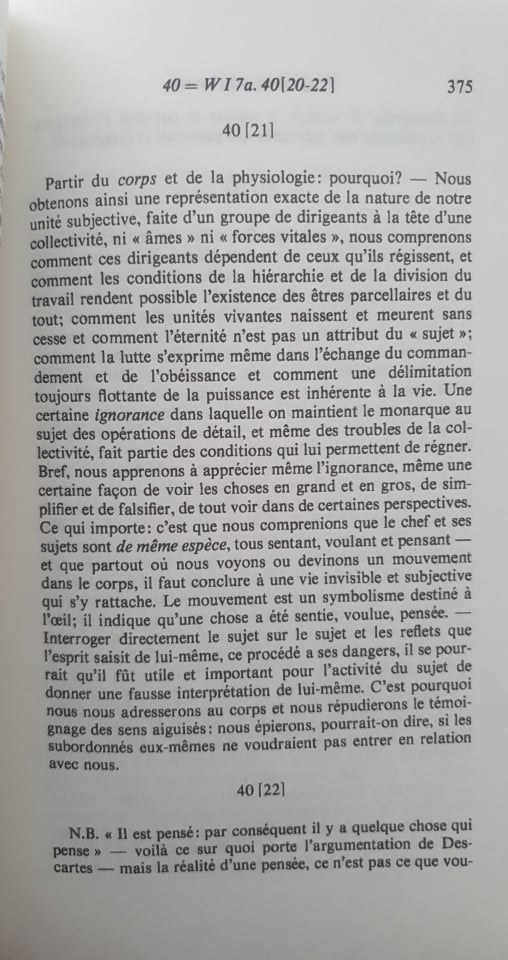 40 = W I 7a. 40[20-22] 375
40 [21]
Partir du corps et de la physiologie: pourquoi? — Nous
obtenons ainsi une représentation exacte de la nature de notre
unité subjective, faite d'un groupe de dirigeants à la tête d'une
collectivité, ni « âmes » ni « forces vitales », nous comprenons
comment ces dirigeants dépendent de ceux qu'ils régissent, et
comment les conditions de la hiérarchie et de la division du
travail rendent possible l'existence des êtres parcellaires et du
tout; comment les unités vivantes naissent et meurent sans
cesse et comment l'éternité n'est pas un attribut du « sujet »;
comment la lutte s'exprime même dans l'échange du comman-
dement et de l'obéissance et comment une délimitation
toujours flottante de la puissance est inhérente à la vie. Une
certaine ignorance dans laquelle on maintient le monarque au
sujet des opérations de détail, et même des troubles de la col-
lectivité, fait partie des conditions qui lui permettent de régner.
Bref, nous apprenons à apprécier même l'ignorance, même une
certaine façon de voir les choses en grand et en gros, de sim-
plifier et de falsifier, de tout voir dans de certaines perspectives.
Ce qui importe: c'est que nous comprenions que le chef et ses
sujets sont de même espèce, tous sentant, voulant et pensant —
et que partout où nous voyons ou devinons un mouvement
dans le corps, il faut conclure à une vie invisible et subjective
qui s'y rattache. Le mouvement est un symbolisme destiné à
l'œil; il indique qu'une chose a été sentie, voulue, pensée. —
Interroger directement le sujet sur le sujet et les reflets que
l'esprit saisit de lui-même, ce procédé a ses dangers, il se pour-
rait qu'il fût utile et important pour l'activité du sujet de
donner une fausse interprétation de lui-même. C'est pourquoi
nous nous adresserons au corps et nous répudierons le témoi-
gnage des sens aiguisés: nous épierons, pourrait-on dire, si les
subordonnés eux-mêmes ne voudraient pas entrer en relation
avec nous.
40 [22]
N.B. « Il est pensé: par conséquent il y a quelque chose qui
pense » — voilà ce sur quoi porte l'argumentation de Des-
cartes — mais la réalité d'une pensée, ce n'est pas ce que vou-